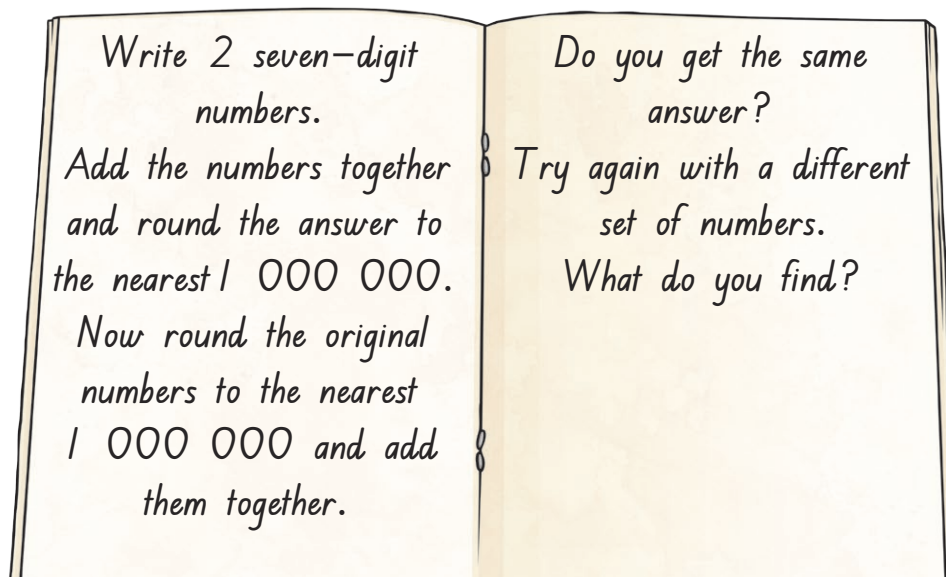 Write 2 seven-digit
numbers.
Add the numbers together
and round the answer to
the nearest 1 000 000.
Now round the original
numbers to the nearest
1 000 000 and add
them together.
Do you get the same
answer?
Try again with a different
set of numbers.
What do you find?